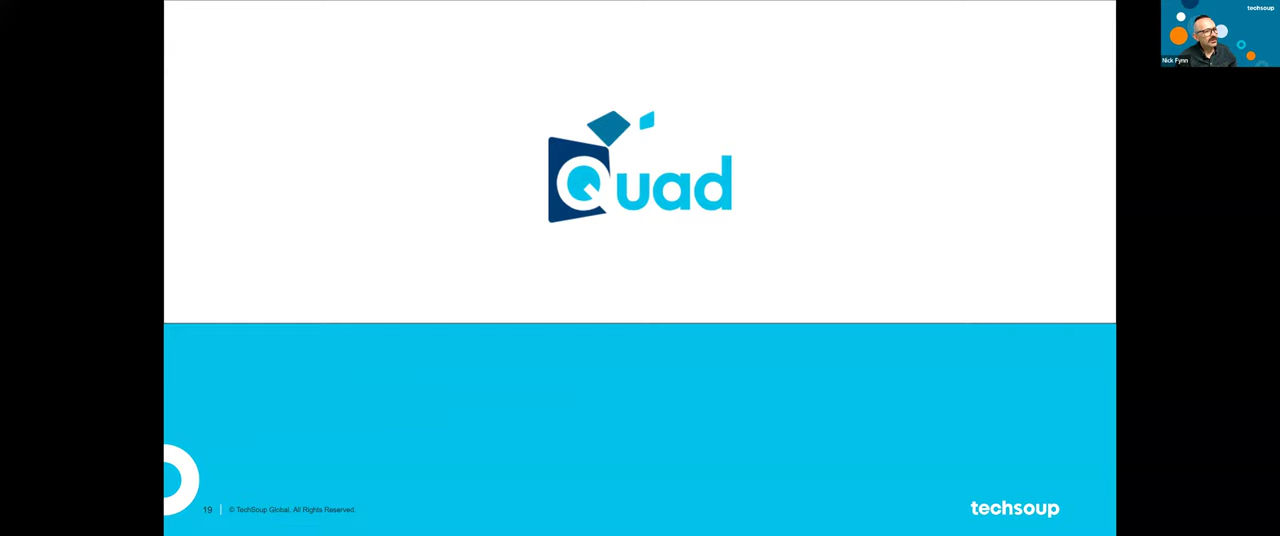 Quad
19 | © TechSoup Global. All Rights Reserved.
techsoup
techsoup
Nick Fynn